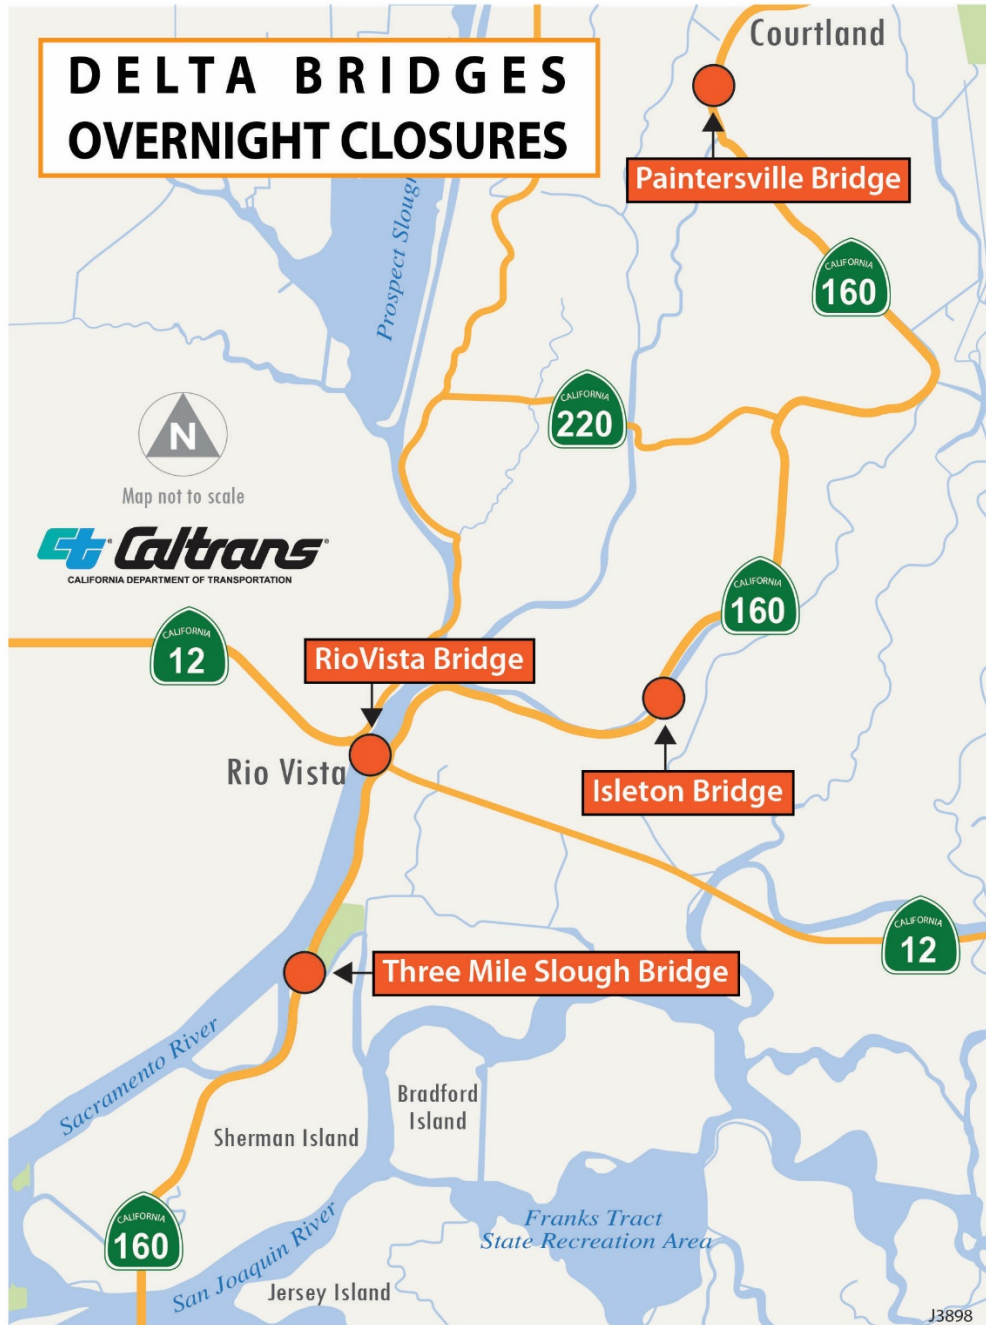 DELTA BRIDGES
OVERNIGHT CLOSURES
Courtland
Paintersville Bridge
Prospect Slough
CALIFORNIA
160
CALIFORNIA
220
N
Map not to scale
Ct® Caltrans®
CALIFORNIA DEPARTMENT OF TRANSPORTATION
CALIFORNIA
160
CALIFORNIA
12
RioVista Bridge
Rio Vista
Isleton Bridge
CALIFORNIA
12
Three Mile Slough Bridge
Sacramento River
Bradford
Island
Sherman Island
CALIFORNIA
160
Franks Tract
State Recreation Area
San Joaquin River
Jersey Island
J3898